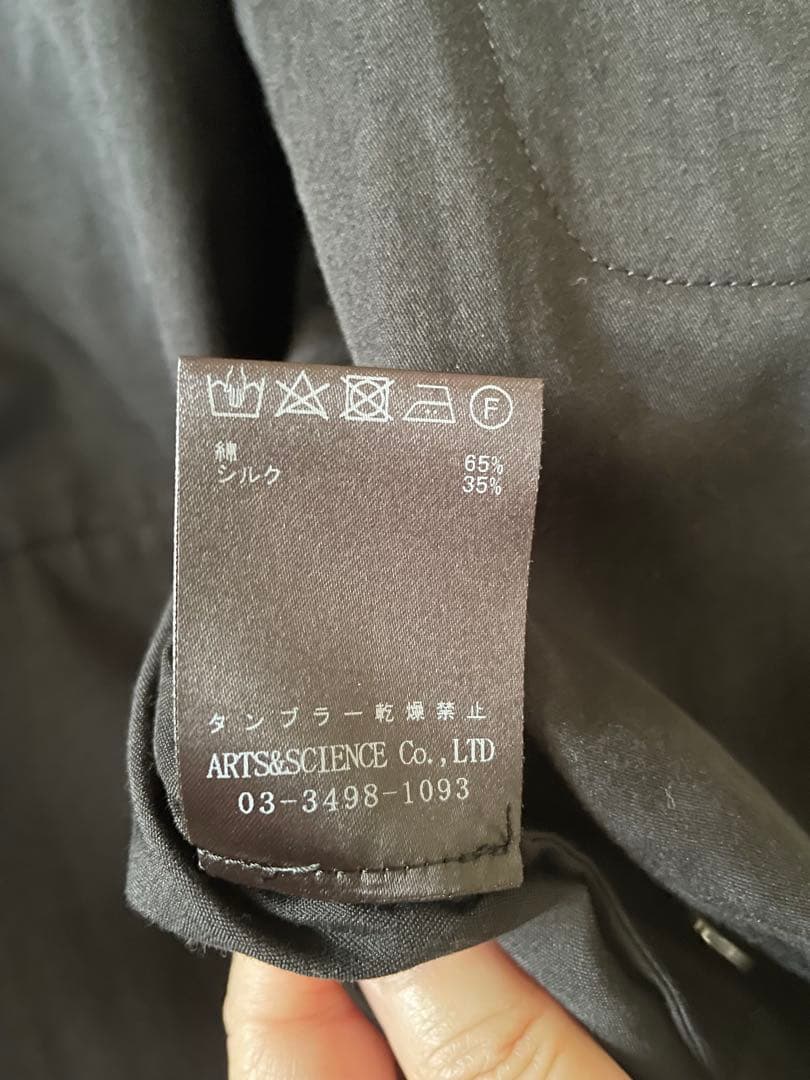 F
綿 65%
シルク 35%
タンブラー乾燥禁止
ARTS&SCIENCE Co.,LTD
03-3498-1093